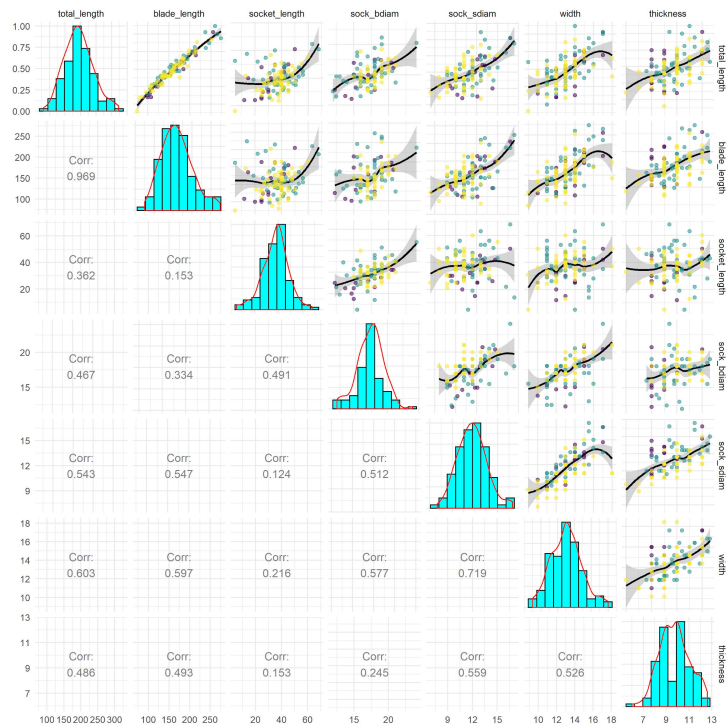 total_length blade_length socket_length sock_bdiam sock_sdiam width thickness
1.00
0.75
0.50
0.25
0.00
total_length
250
200
150
100
Corr:
0.969
blade_length
60
40
20
Corr:
0.362
Corr:
0.153
socket_length
20
15
Corr:
0.467
Corr:
0.334
Corr:
0.491
sock_bdiam
15
12
9
Corr:
0.543
Corr:
0.547
Corr:
0.124
Corr:
0.512
sock_sdiam
18
16
14
12
10
Corr:
0.603
Corr:
0.597
Corr:
0.216
Corr:
0.577
Corr:
0.719
width
13
11
9
7
Corr:
0.486
Corr:
0.493
Corr:
0.153
Corr:
0.245
Corr:
0.559
Corr:
0.526
thickness
100 150 200 250 300 100 150 200 250 20 40 60 15 20 9 12 15 10 12 14 16 18 7 9 11